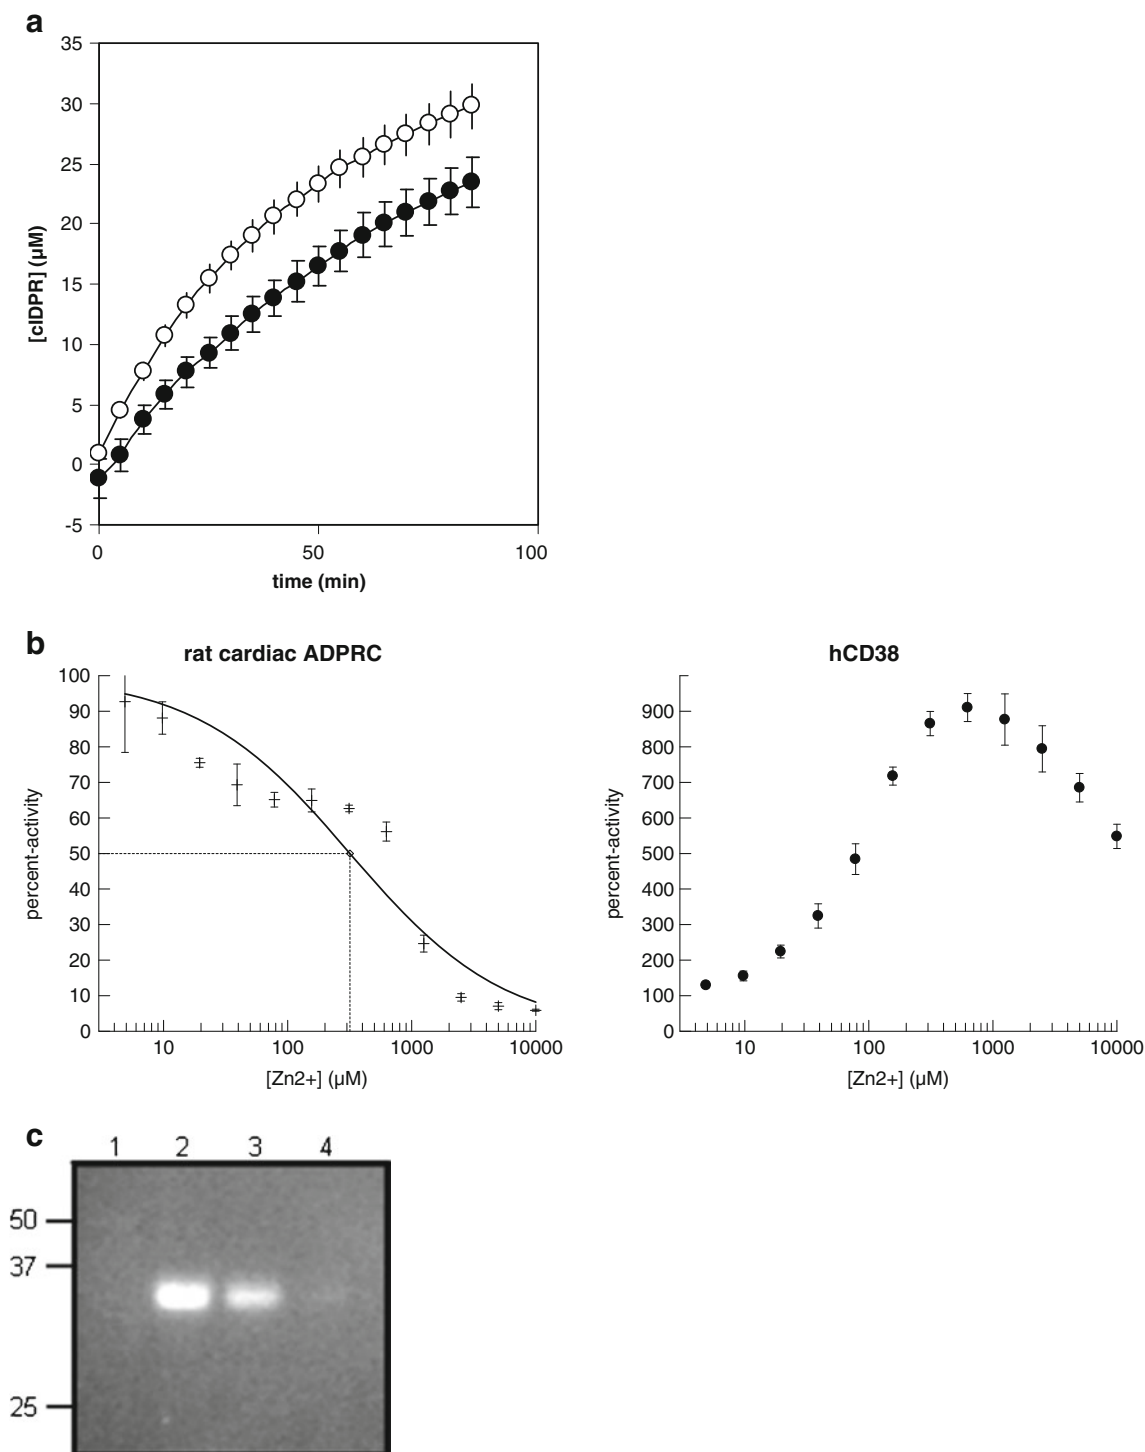 a
35
30
25
20
15
10
5
0
-5
[cIDPR] (µM)
0 50 100
time (min)
b
rat cardiac ADPRC
100
90
80
70
60
50
40
30
20
10
0
percent-activity
10 100 1000 10000
[Zn2+] (µM)
hCD38
900
800
700
600
500
400
300
200
100
0
percent-activity
10 100 1000 10000
[Zn2+] (µM)
c
1 2 3 4
50
37
25